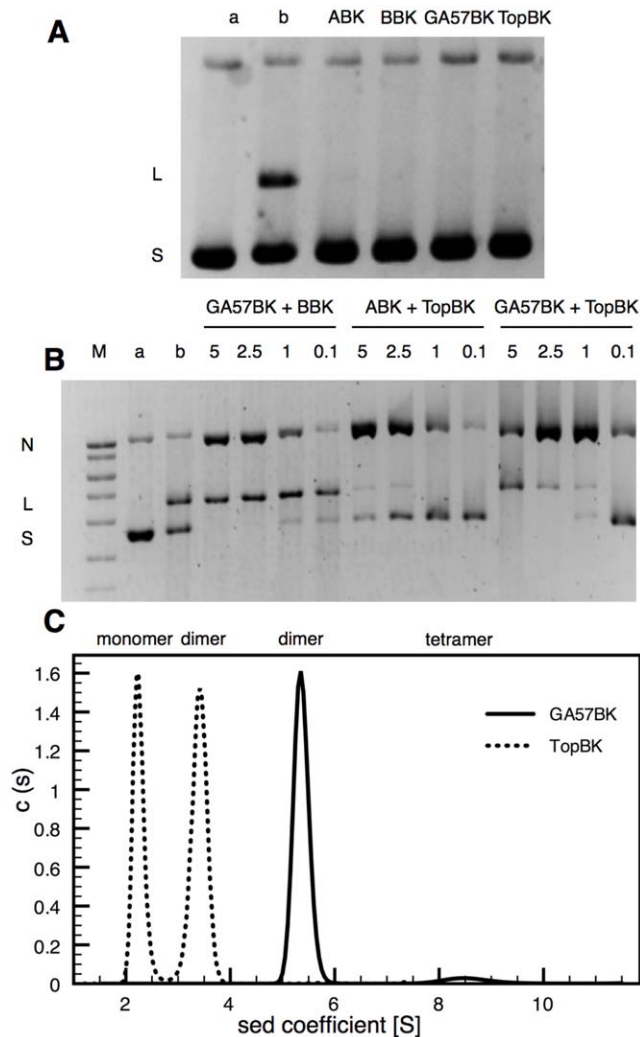 A
a b ABK BBK GA57BK TopBK
L
S
GA57BK + BBK ABK + TopBK GA57BK + TopBK
B M a b 5 2.5 1 0.1 5 2.5 1 0.1 5 2.5 1 0.1
N
L
S
C
monomer dimer dimer tetramer
1.6
1.4
1.2
1
0.8
0.6
0.4
0.2
0
c (s)
GA57BK
TopBK
2 4 6 8 10
sed coefficient [S]